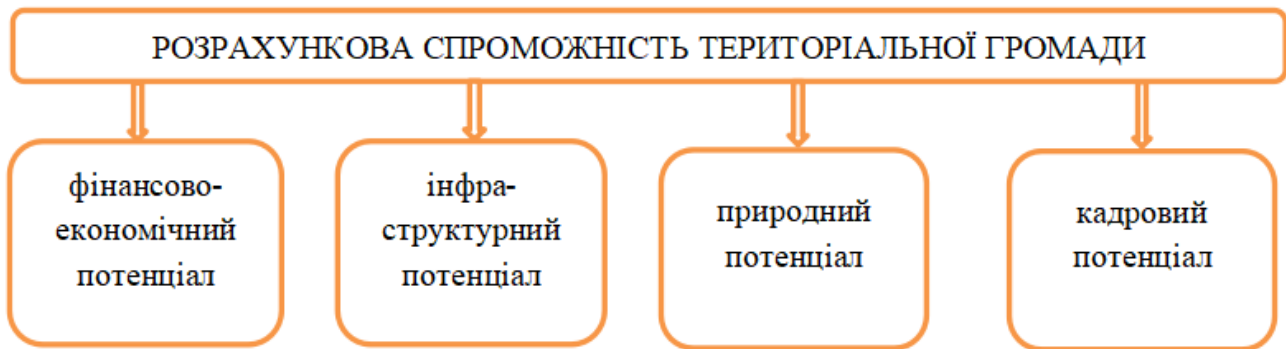 РОЗРАХУНКОВА СПРОМОЖНІСТЬ ТЕРИТОРІАЛЬНОЇ ГРОМАДИ
фінансово-
економічний
потенціал
інфра-
структурний
потенціал
природний
потенціал
кадровий
потенціал